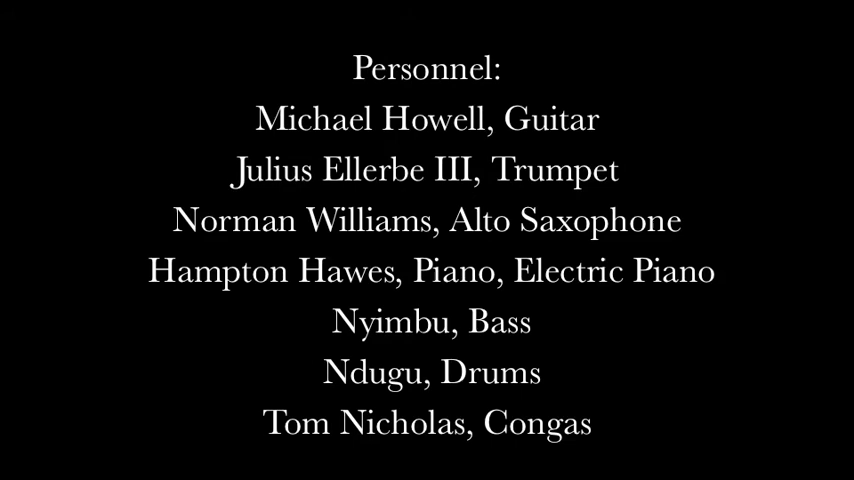 Personnel:
Michael Howell, Guitar
Julius Ellerbe III, Trumpet
Norman Williams, Alto Saxophone
Hampton Hawes, Piano, Electric Piano
Nyimbu, Bass
Ndugu, Drums
Tom Nicholas, Congas